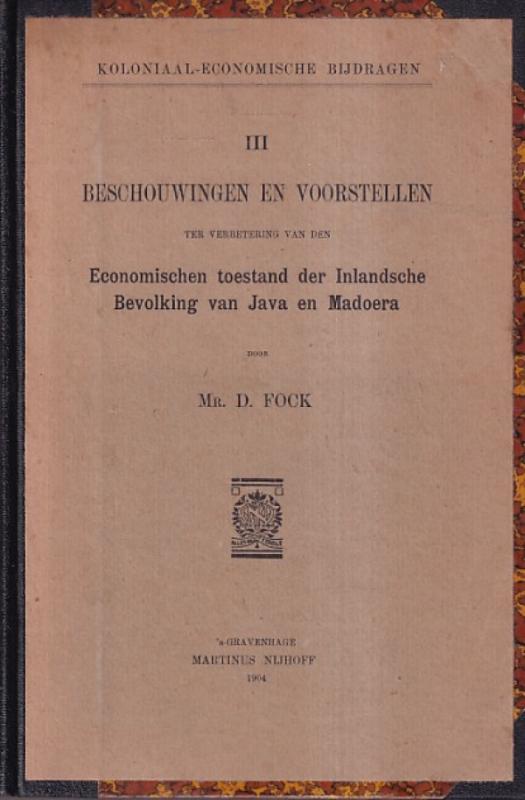 KOLONIAAL-ECONOMISCHE BIJDRAGEN
III
BESCHOUWINGEN EN VOORSTELLEN
TER VERBETERING VAN DEN
Economischen toestand der Inlandsche
Bevolking van Java en Madoera
DOOR
MR. D. FOCK
's-GRAVENHAGE
MARTINUS NIJHOFF
1904